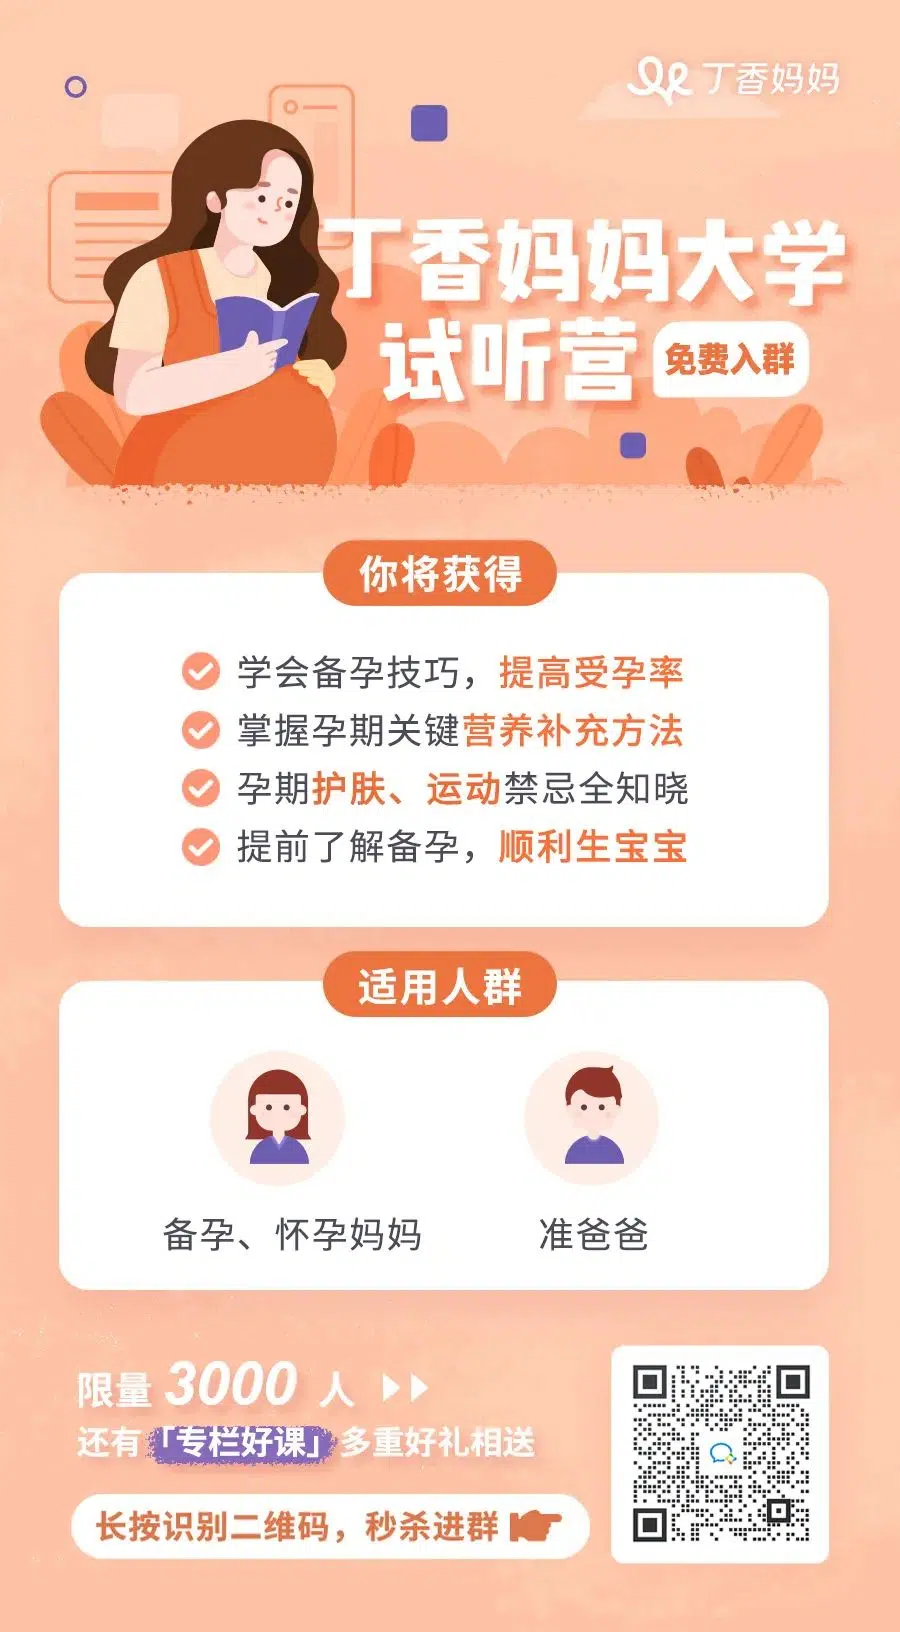 丁香妈妈
丁香妈妈大学
试听营 免费入群
你将获得
学会备孕技巧，提高受孕率
掌握孕期关键营养补充方法
孕期护肤、运动禁忌全知晓
提前了解备孕，顺利生宝宝
适用人群
备孕、怀孕妈妈
准爸爸
限量 3000 人
还有「专栏好课」多重好礼相送
长按识别二维码，秒杀进群